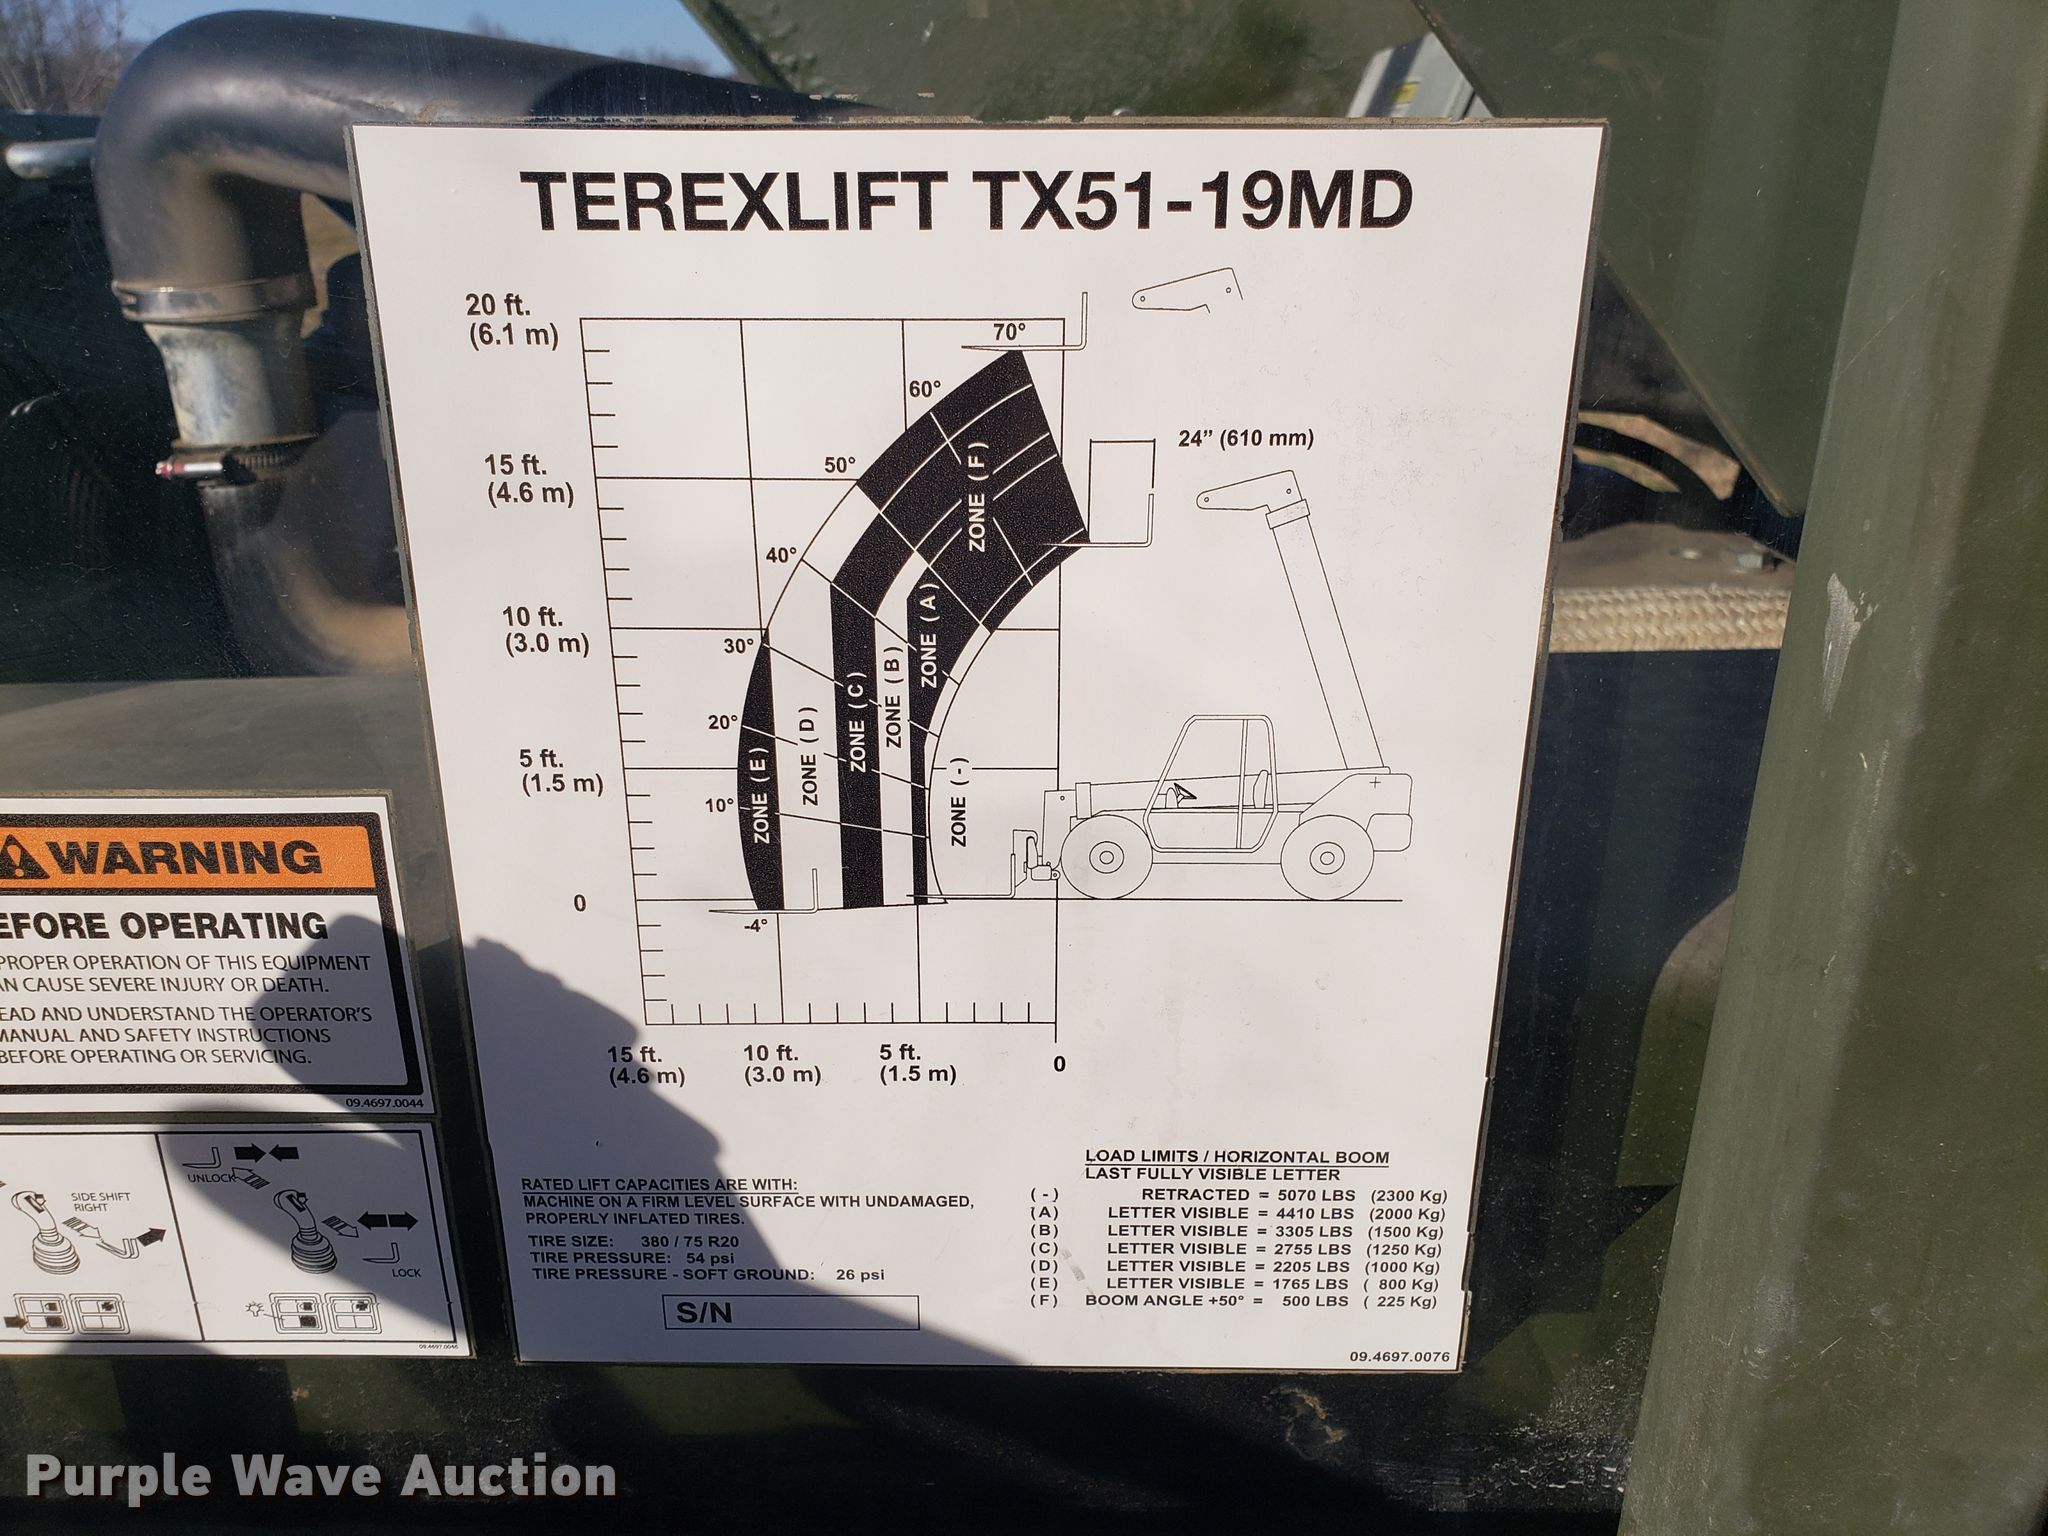 TEREXLIFT TX51-19MD
20 ft.
(6.1 m)
15 ft.
(4.6 m)
10 ft.
(3.0 m)
5 ft.
(1.5 m)
0
70°
60°
50°
40°
30°
20°
10°
-4°
ZONE (F)
ZONE (A)
ZONE (B)
ZONE (C)
ZONE (D)
ZONE (E)
ZONE (-)
24" (610 mm)
15 ft.
(4.6 m)
10 ft.
(3.0 m)
5 ft.
(1.5 m)
0
RATED LIFT CAPACITIES ARE WITH:
MACHINE ON A FIRM LEVEL SURFACE WITH UNDAMAGED,
PROPERLY INFLATED TIRES.
TIRE SIZE: 380 / 75 R20
TIRE PRESSURE: 54 psi
TIRE PRESSURE - SOFT GROUND: 26 psi
S/N
LOAD LIMITS / HORIZONTAL BOOM
LAST FULLY VISIBLE LETTER
(-) RETRACTED = 5070 LBS (2300 Kg)
(A) LETTER VISIBLE = 4410 LBS (2000 Kg)
(B) LETTER VISIBLE = 3305 LBS (1500 Kg)
(C) LETTER VISIBLE = 2755 LBS (1250 Kg)
(D) LETTER VISIBLE = 2205 LBS (1000 Kg)
(E) LETTER VISIBLE = 1765 LBS ( 800 Kg)
(F) BOOM ANGLE +50° = 500 LBS ( 225 Kg)
09.4697.0076
WARNING
EFORE OPERATING
PROPER OPERATION OF THIS EQUIPMENT
AN CAUSE SEVERE INJURY OR DEATH.
EAD AND UNDERSTAND THE OPERATOR'S
MANUAL AND SAFETY INSTRUCTIONS
BEFORE OPERATING OR SERVICING.
09.4697.0044
SIDE SHIFT
RIGHT
UNLOCK
LOCK
09.4697.0046
Purple Wave Auction